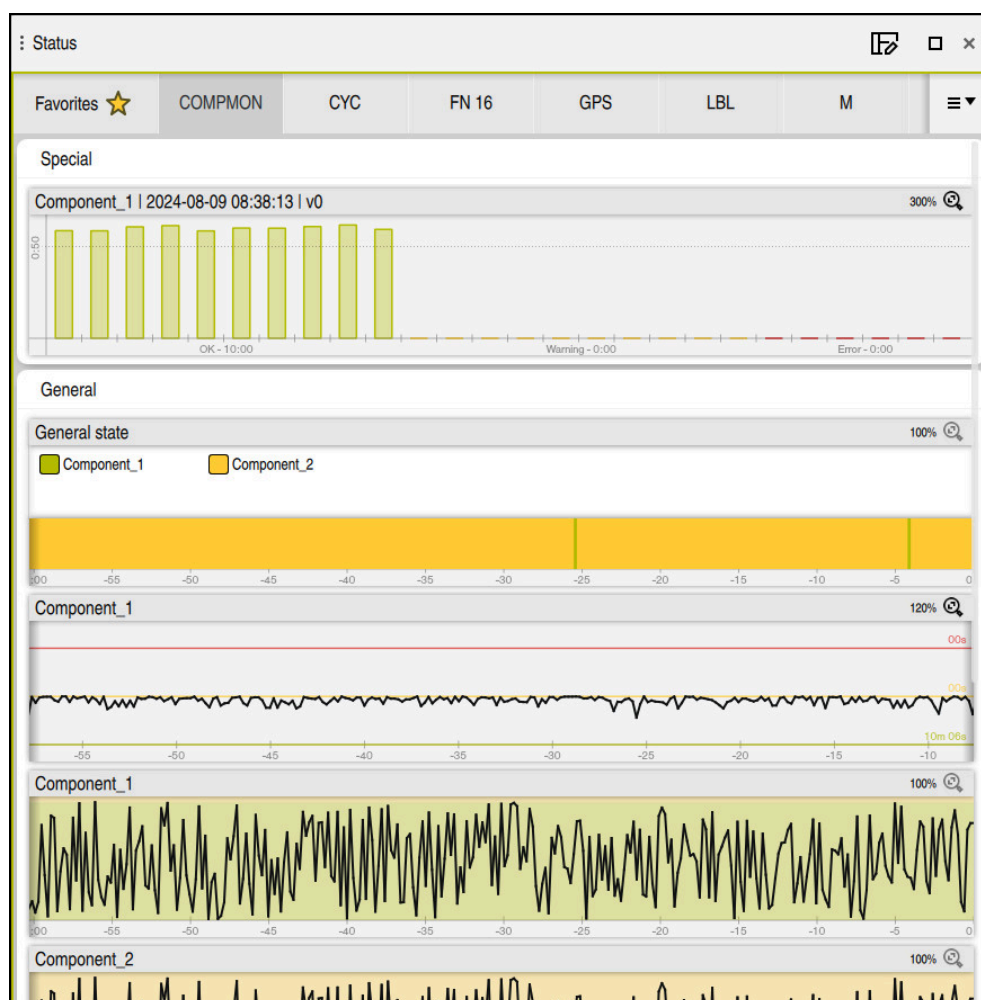 Status
Favorites COMPMON CYC FN 16 GPS LBL M
Special
Component_1 | 2024-08-09 08:38:13 | v0 300%
0:50
OK - 10:00 Warning - 0:00 Error - 0:00
General
General state 100%
Component_1 Component_2
:00 -55 -50 -45 -40 -35 -30 -25 -20 -15 -10 -5 0
Component_1 120%
00s
00s
10m 06s
-55 -50 -45 -40 -35 -30 -25 -20 -15 -10
Component_1 100%
:00 -55 -50 -45 -40 -35 -30 -25 -20 -15 -10 -5 0
Component_2 100%